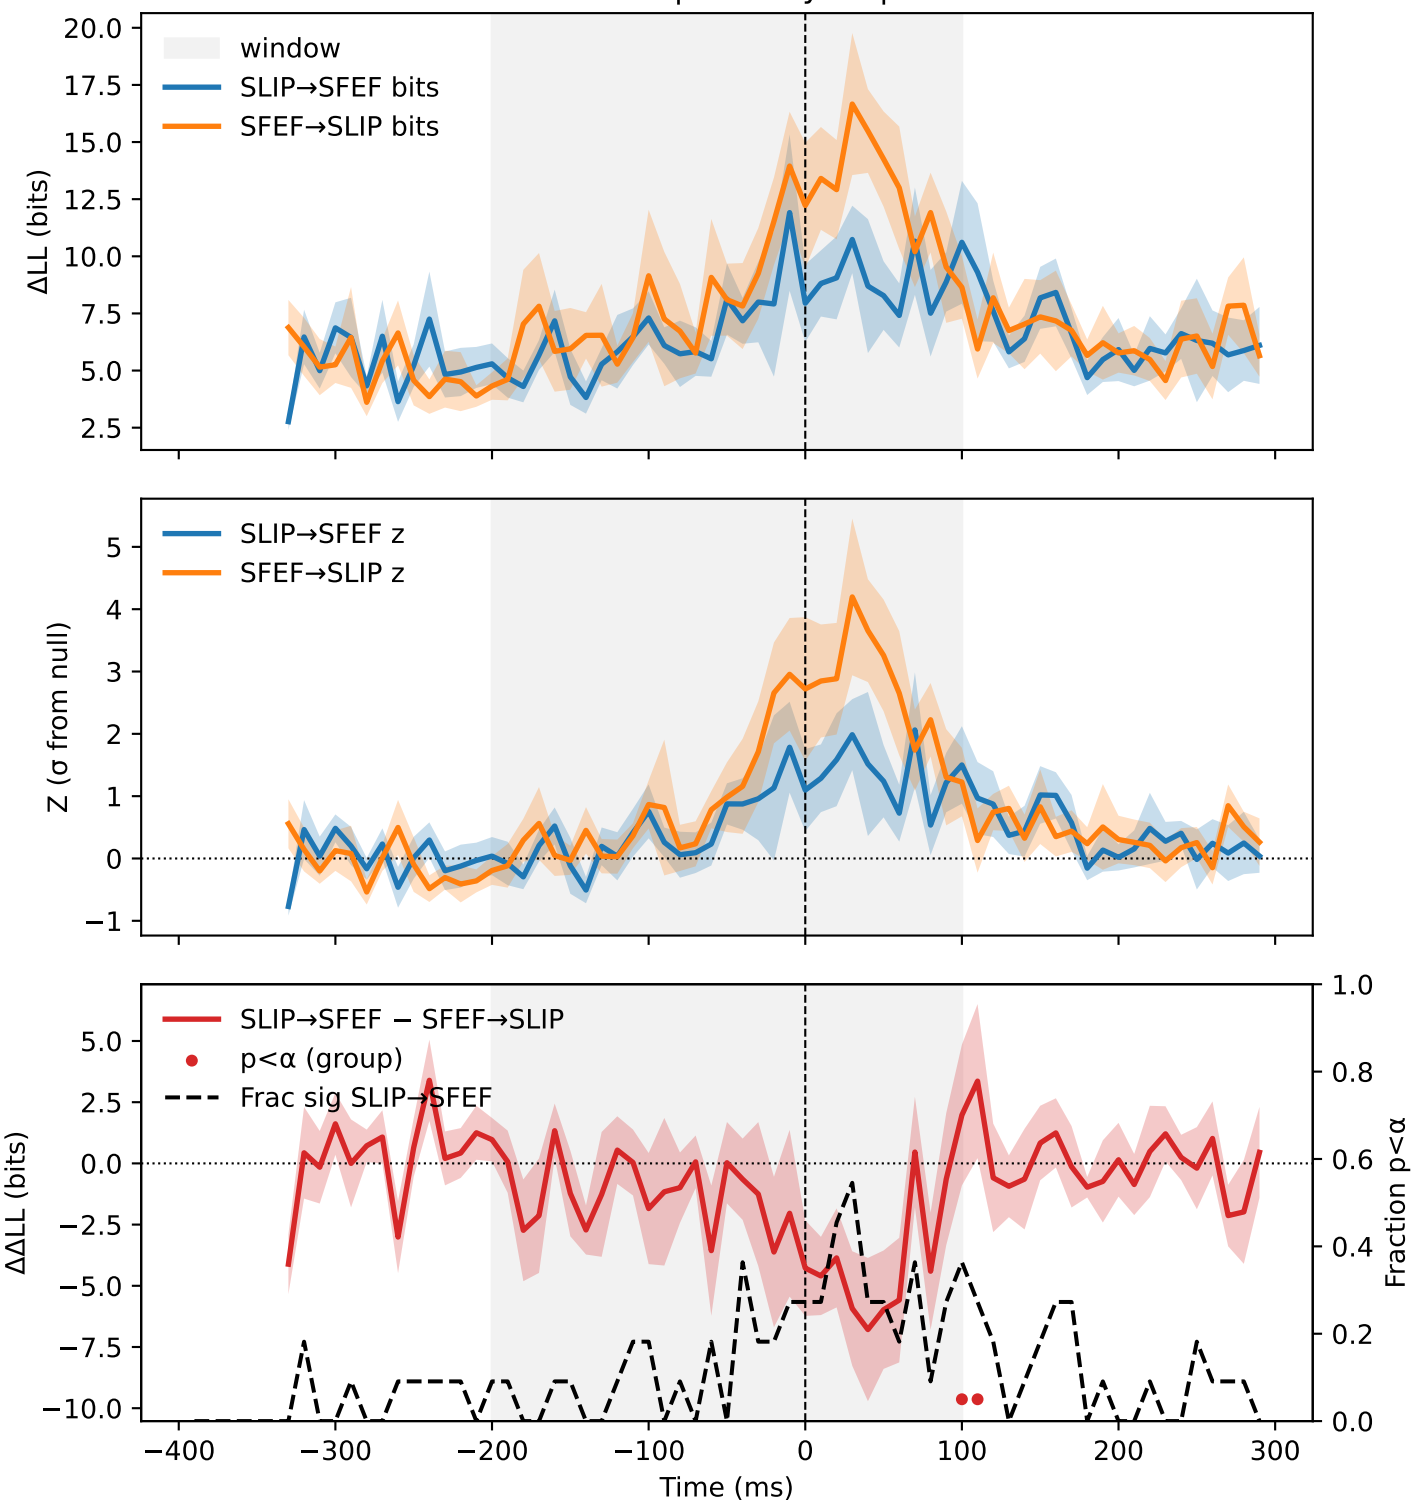 20.0
17.5
15.0
12.5
10.0
7.5
5.0
2.5
ΔLL (bits)
window
SLIP→SFEF bits
SFEF→SLIP bits
5
4
3
2
1
0
−1
Z (σ from null)
SLIP→SFEF z
SFEF→SLIP z
5.0
2.5
0.0
−2.5
−5.0
−7.5
−10.0
ΔΔLL (bits)
SLIP→SFEF − SFEF→SLIP
p<α (group)
Frac sig SLIP→SFEF
1.0
0.8
0.6
0.4
0.2
0.0
Fraction p<α
−400 −300 −200 −100 0 100 200 300
Time (ms)